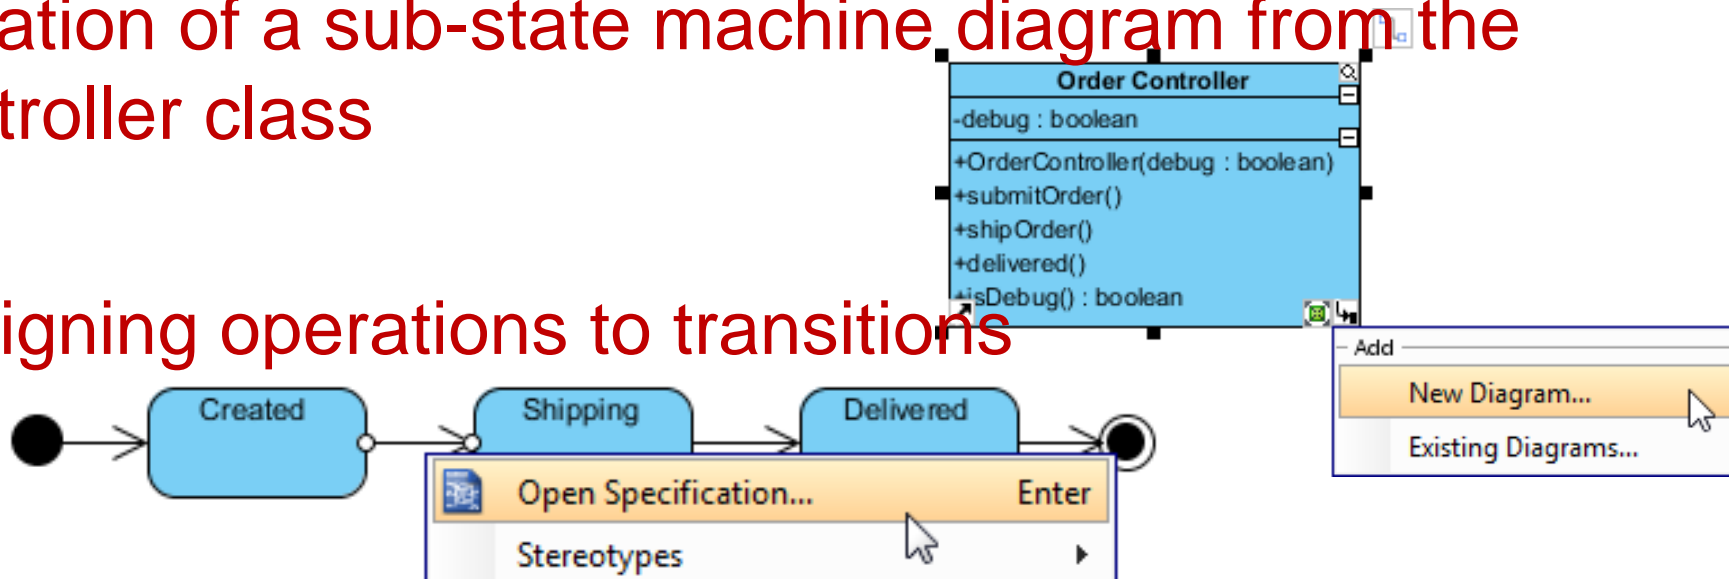 ation of a sub-state machine diagram from the
troller class
Order Controller
-debug : boolean
+OrderController(debug : boolean)
+submitOrder()
+shipOrder()
+delivered()
+isDebug() : boolean
igning operations to transitions
Add
New Diagram...
Existing Diagrams...
Created
Shipping
Delivered
Open Specification... Enter
Stereotypes